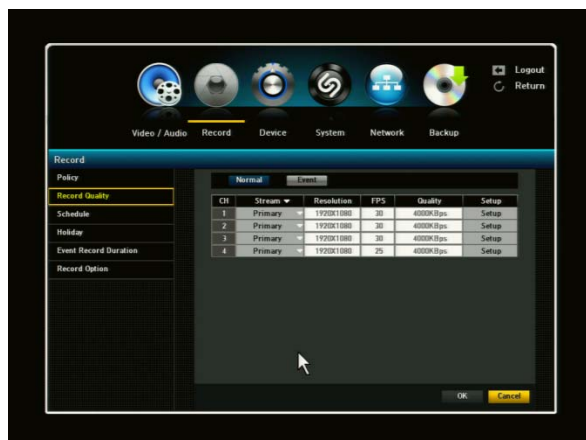 Logout
Return
Video / Audio Record Device System Network Backup
Record
Policy
Record Quality
Schedule
Holiday
Event Record Duration
Record Option
Normal Event
CH Stream Resolution FPS Quality Setup
1 Primary 1920X1080 30 4000KBps Setup
2 Primary 1920X1080 30 4000KBps Setup
3 Primary 1920X1080 30 4000KBps Setup
4 Primary 1920X1080 25 4000KBps Setup
OK Cancel